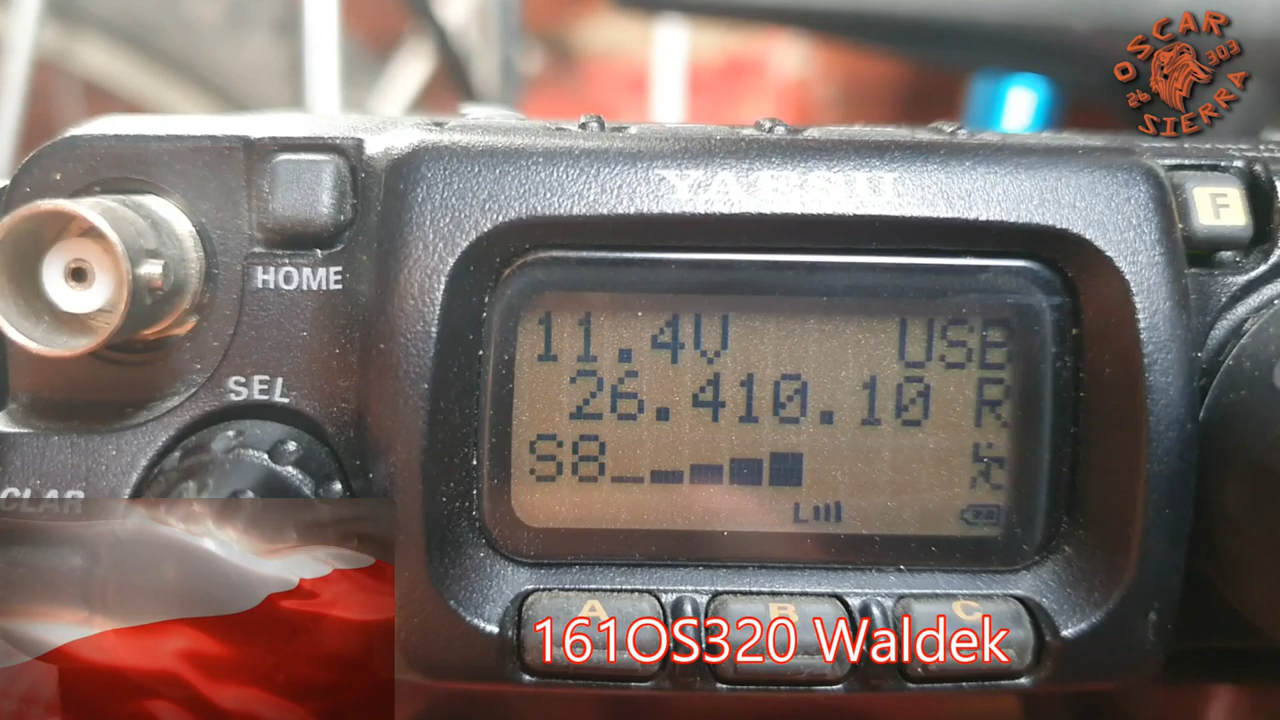 OSCAR
26 303
SIERRA
YAESU
F
HOME
SEL
CLAR
11.4V USB
26.410.10 R
S8
L
A B C
161OS320 Waldek